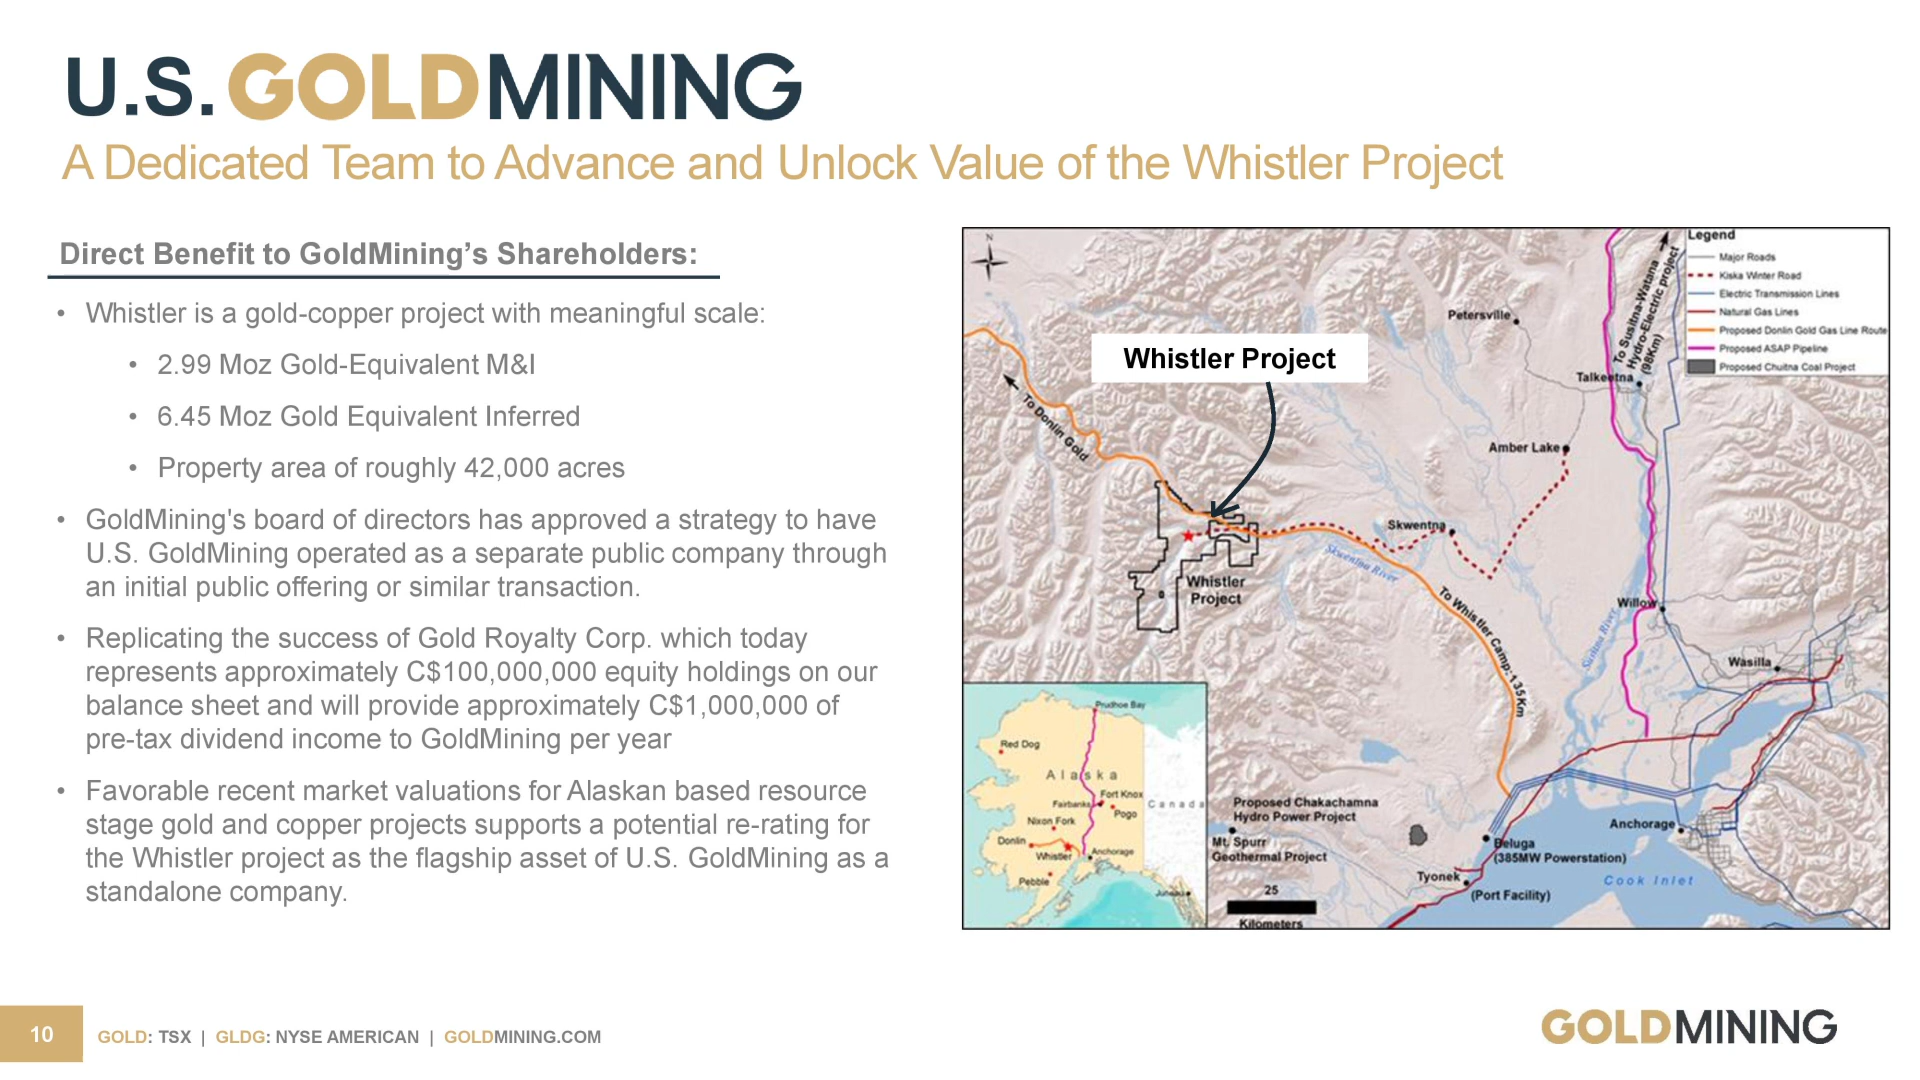 U.S. GOLDMINING
A Dedicated Team to Advance and Unlock Value of the Whistler Project
Direct Benefit to GoldMining’s Shareholders:
• Whistler is a gold-copper project with meaningful scale:
• 2.99 Moz Gold-Equivalent M&I
• 6.45 Moz Gold Equivalent Inferred
• Property area of roughly 42,000 acres
• GoldMining's board of directors has approved a strategy to have
U.S. GoldMining operated as a separate public company through
an initial public offering or similar transaction.
• Replicating the success of Gold Royalty Corp. which today
represents approximately C$100,000,000 equity holdings on our
balance sheet and will provide approximately C$1,000,000 of
pre-tax dividend income to GoldMining per year
• Favorable recent market valuations for Alaskan based resource
stage gold and copper projects supports a potential re-rating for
the Whistler project as the flagship asset of U.S. GoldMining as a
standalone company.
N
Legend
Major Roads
Kiska Winter Road
Electric Transmission Lines
Natural Gas Lines
Proposed Donlin Gold Gas Line Route
Proposed ASAP Pipeline
Proposed Chuitna Coal Project
To Susitna-Watana
Hydro-Electric project
(98Km)
Petersville
Whistler Project
Talkeetna
To Donlin Gold
Amber Lake
Skwentna
Skwentna River
Whistler
Project
To Whistler Camp: 135Km
Willow
Susitna River
Wasilla
Prudhoe Bay
Red Dog
Alaska
Canada
Fort Knox
Fairbanks
Pogo
Nixon Fork
Donlin
Whistler
Anchorage
Pebble
Juneau
Proposed Chakachamna
Hydro Power Project
Mt. Spurr
Geothermal Project
Anchorage
Beluga
(385MW Powerstation)
Tyonek
(Port Facility)
Cook Inlet
25
Kilometers
10
GOLD: TSX | GLDG: NYSE AMERICAN | GOLDMINING.COM
GOLDMINING